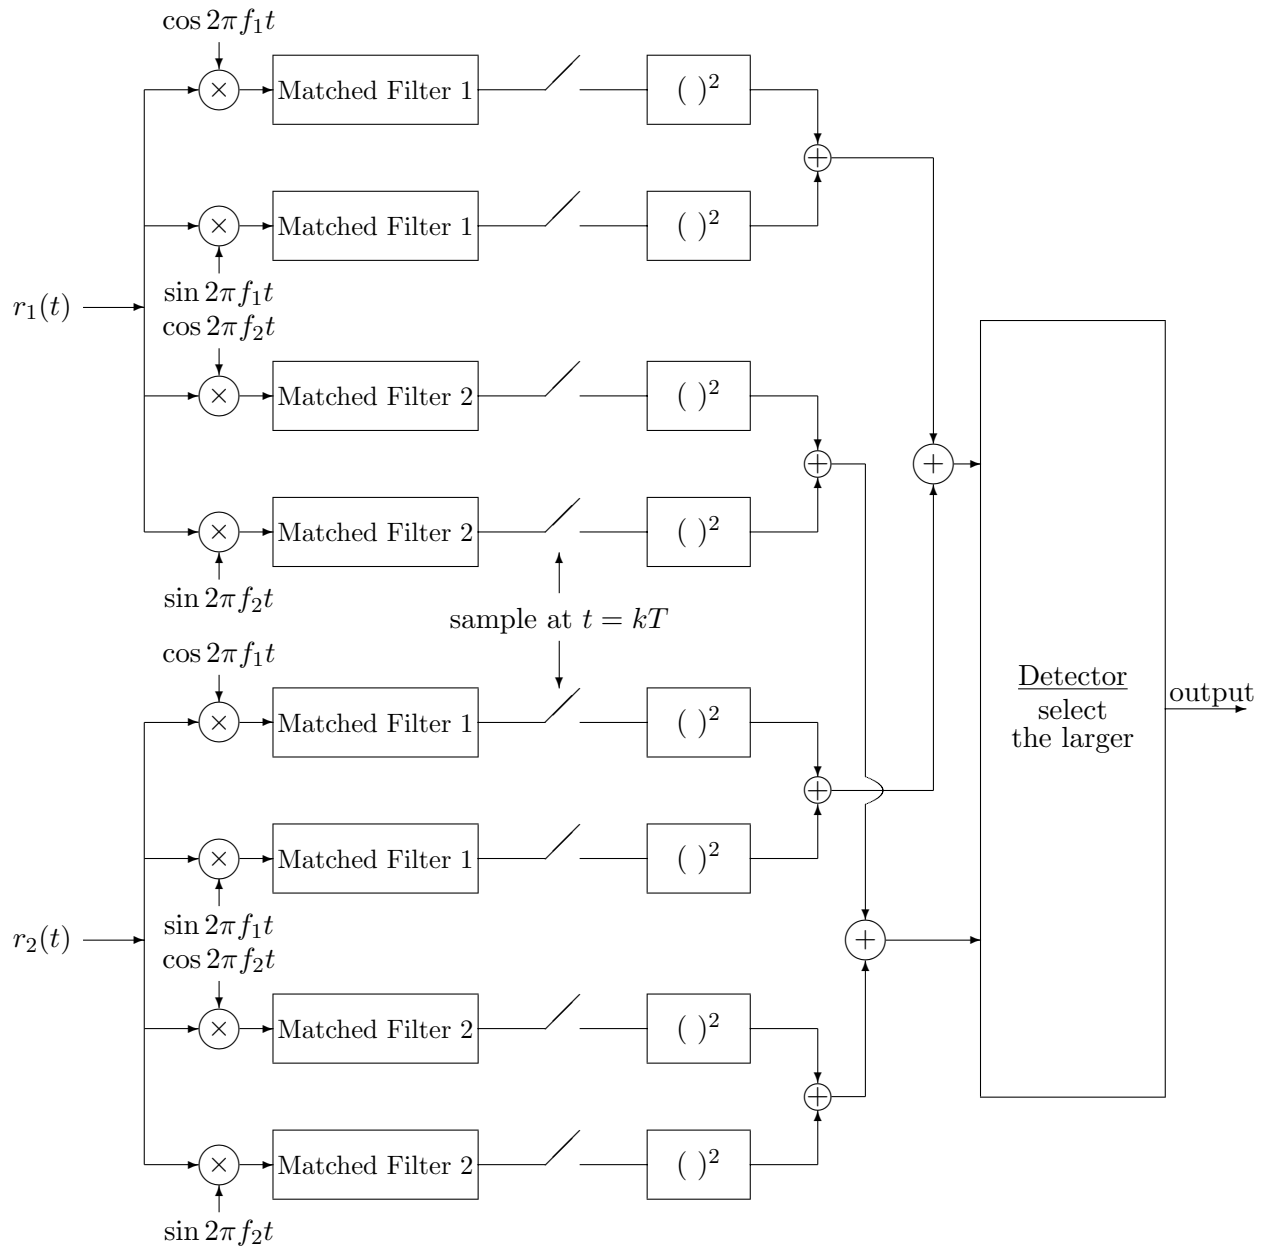 cos 2πf₁t
× Matched Filter 1 ( )²
+
× Matched Filter 1 ( )²
sin 2πf₁t
r₁(t)
cos 2πf₂t
× Matched Filter 2 ( )²
+ +
× Matched Filter 2 ( )²
sin 2πf₂t
sample at t = kT
cos 2πf₁t
Detector
select
the larger
output
× Matched Filter 1 ( )²
+
× Matched Filter 1 ( )²
sin 2πf₁t
r₂(t)
+
cos 2πf₂t
× Matched Filter 2 ( )²
+
× Matched Filter 2 ( )²
sin 2πf₂t